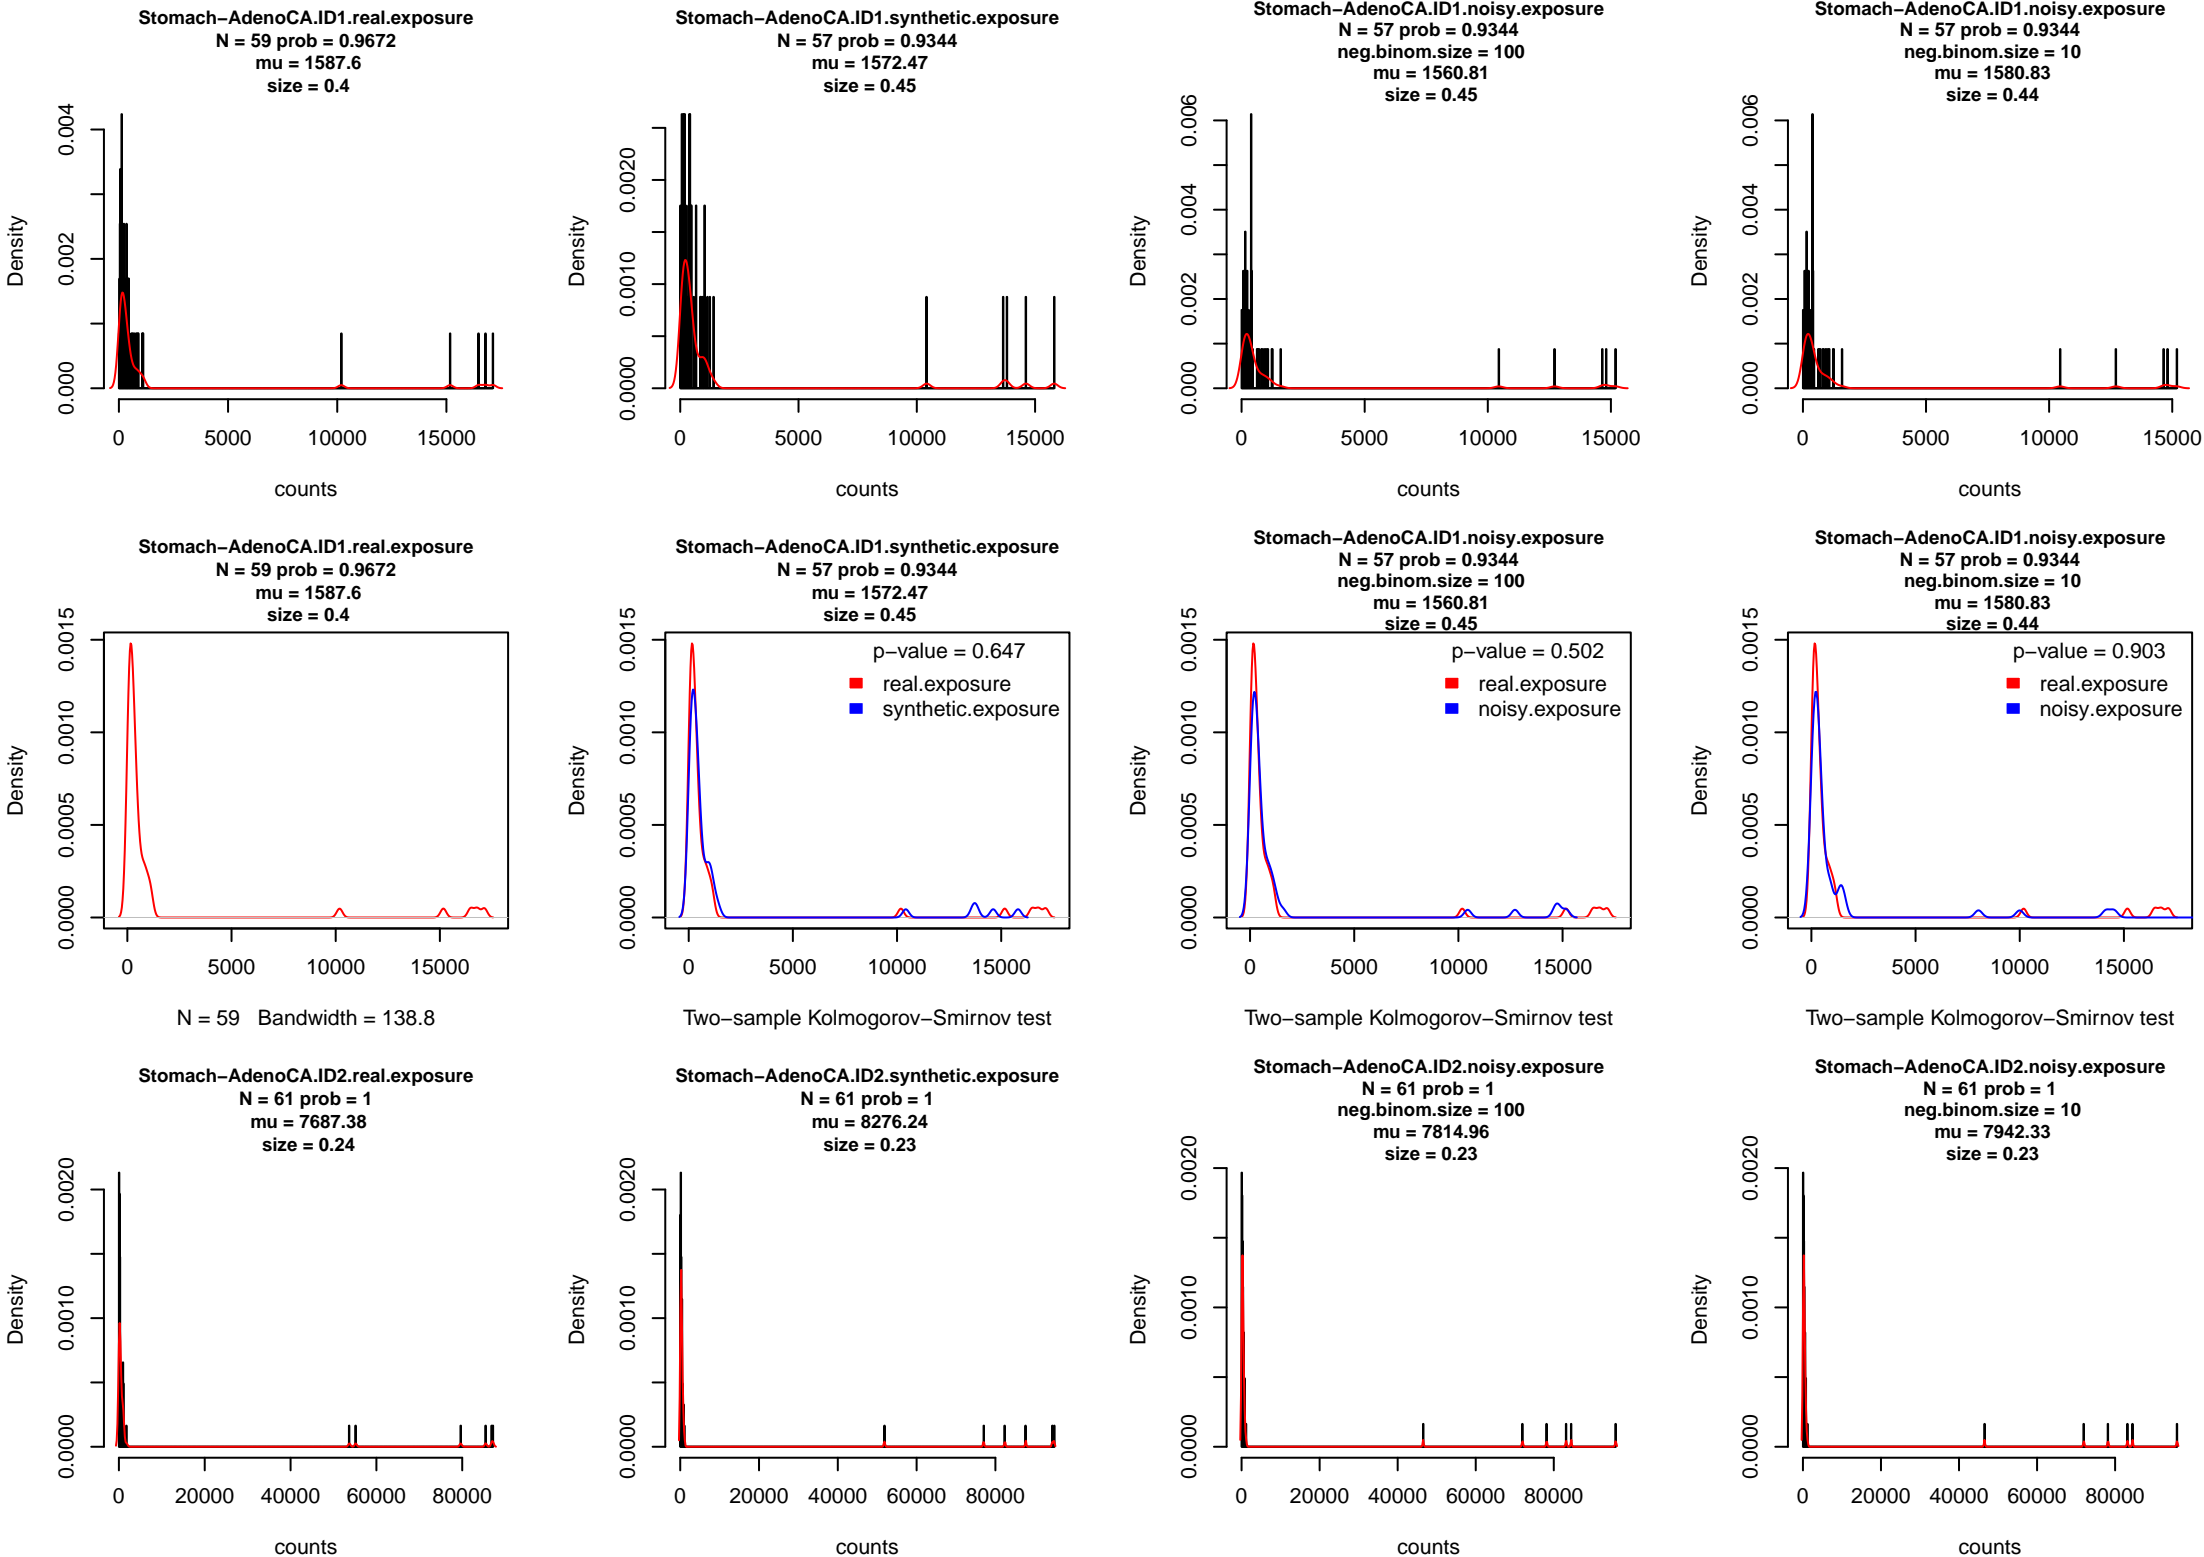 Stomach−AdenoCA.ID1.real.exposure
N = 59 prob = 0.9672
mu = 1587.6
size = 0.4
Density
0.000 0.002 0.004
0 5000 10000 15000
counts
Stomach−AdenoCA.ID1.synthetic.exposure
N = 57 prob = 0.9344
mu = 1572.47
size = 0.45
Density
0.0000 0.0010 0.0020
0 5000 10000 15000
counts
Stomach−AdenoCA.ID1.noisy.exposure
N = 57 prob = 0.9344
neg.binom.size = 100
mu = 1560.81
size = 0.45
Density
0.000 0.002 0.004 0.006
0 5000 10000 15000
counts
Stomach−AdenoCA.ID1.noisy.exposure
N = 57 prob = 0.9344
neg.binom.size = 10
mu = 1580.83
size = 0.44
Density
0.000 0.002 0.004 0.006
0 5000 10000 15000
counts
Stomach−AdenoCA.ID1.real.exposure
N = 59 prob = 0.9672
mu = 1587.6
size = 0.4
Density
0.0000 0.0005 0.0010 0.0015
0 5000 10000 15000
N = 59 Bandwidth = 138.8
Stomach−AdenoCA.ID1.synthetic.exposure
N = 57 prob = 0.9344
mu = 1572.47
size = 0.45
p−value = 0.647
real.exposure
synthetic.exposure
Density
0.0000 0.0005 0.0010 0.0015
0 5000 10000 15000
Two−sample Kolmogorov−Smirnov test
Stomach−AdenoCA.ID1.noisy.exposure
N = 57 prob = 0.9344
neg.binom.size = 100
mu = 1560.81
size = 0.45
p−value = 0.502
real.exposure
noisy.exposure
Density
0.0000 0.0005 0.0010 0.0015
0 5000 10000 15000
Two−sample Kolmogorov−Smirnov test
Stomach−AdenoCA.ID1.noisy.exposure
N = 57 prob = 0.9344
neg.binom.size = 10
mu = 1580.83
size = 0.44
p−value = 0.903
real.exposure
noisy.exposure
Density
0.0000 0.0005 0.0010 0.0015
0 5000 10000 15000
Two−sample Kolmogorov−Smirnov test
Stomach−AdenoCA.ID2.real.exposure
N = 61 prob = 1
mu = 7687.38
size = 0.24
Density
0.0000 0.0010 0.0020
0 20000 40000 60000 80000
counts
Stomach−AdenoCA.ID2.synthetic.exposure
N = 61 prob = 1
mu = 8276.24
size = 0.23
Density
0.0000 0.0010 0.0020
0 20000 40000 60000 80000
counts
Stomach−AdenoCA.ID2.noisy.exposure
N = 61 prob = 1
neg.binom.size = 100
mu = 7814.96
size = 0.23
Density
0.0000 0.0010 0.0020
0 20000 40000 60000 80000
counts
Stomach−AdenoCA.ID2.noisy.exposure
N = 61 prob = 1
neg.binom.size = 10
mu = 7942.33
size = 0.23
Density
0.0000 0.0010 0.0020
0 20000 40000 60000 80000
counts